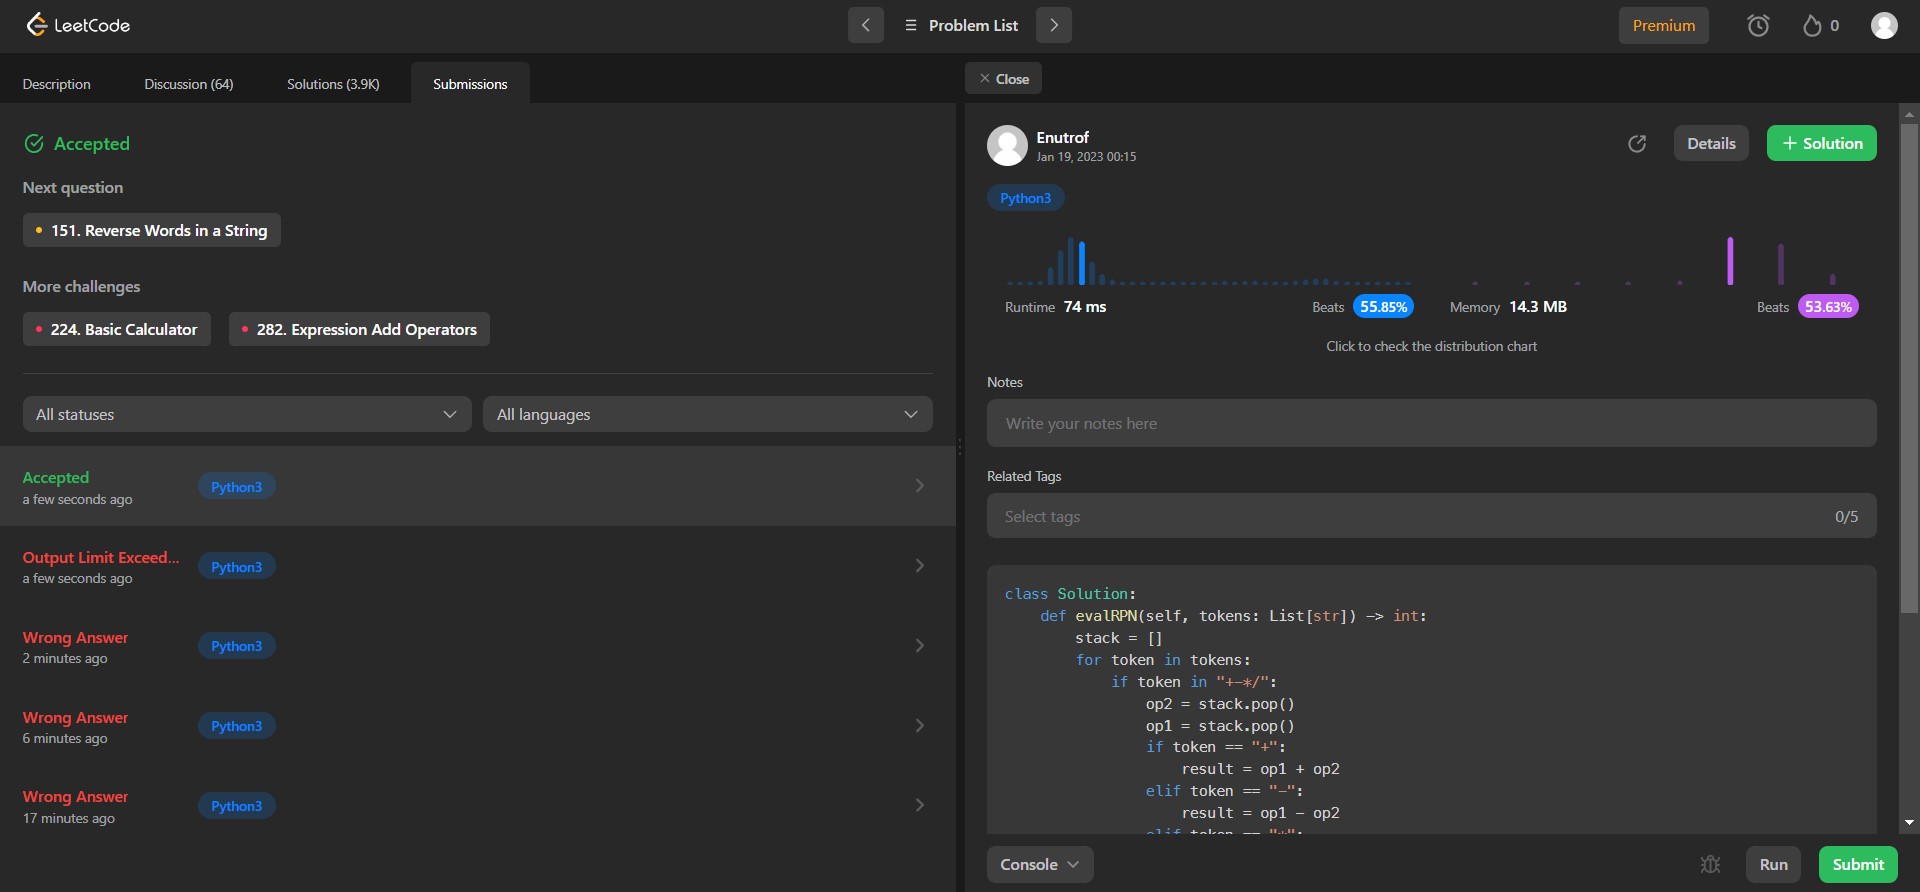 LeetCode
Problem List
Premium
0
Description
Discussion (64)
Solutions (3.9K)
Submissions
Close
Accepted
Next question
151. Reverse Words in a String
More challenges
224. Basic Calculator
282. Expression Add Operators
All statuses
All languages
Accepted
a few seconds ago
Python3
Output Limit Exceed...
a few seconds ago
Python3
Wrong Answer
2 minutes ago
Python3
Wrong Answer
6 minutes ago
Python3
Wrong Answer
17 minutes ago
Python3
Enutrof
Jan 19, 2023 00:15
Details
+ Solution
Python3
Runtime 74 ms
Beats 55.85%
Memory 14.3 MB
Beats 53.63%
Click to check the distribution chart
Notes
Write your notes here
Related Tags
Select tags
0/5
class Solution:
    def evalRPN(self, tokens: List[str]) -> int:
        stack = []
        for token in tokens:
            if token in "+-*/":
                op2 = stack.pop()
                op1 = stack.pop()
                if token == "+":
                    result = op1 + op2
                elif token == "-":
                    result = op1 - op2
                elif token == "*":
Console
Run
Submit